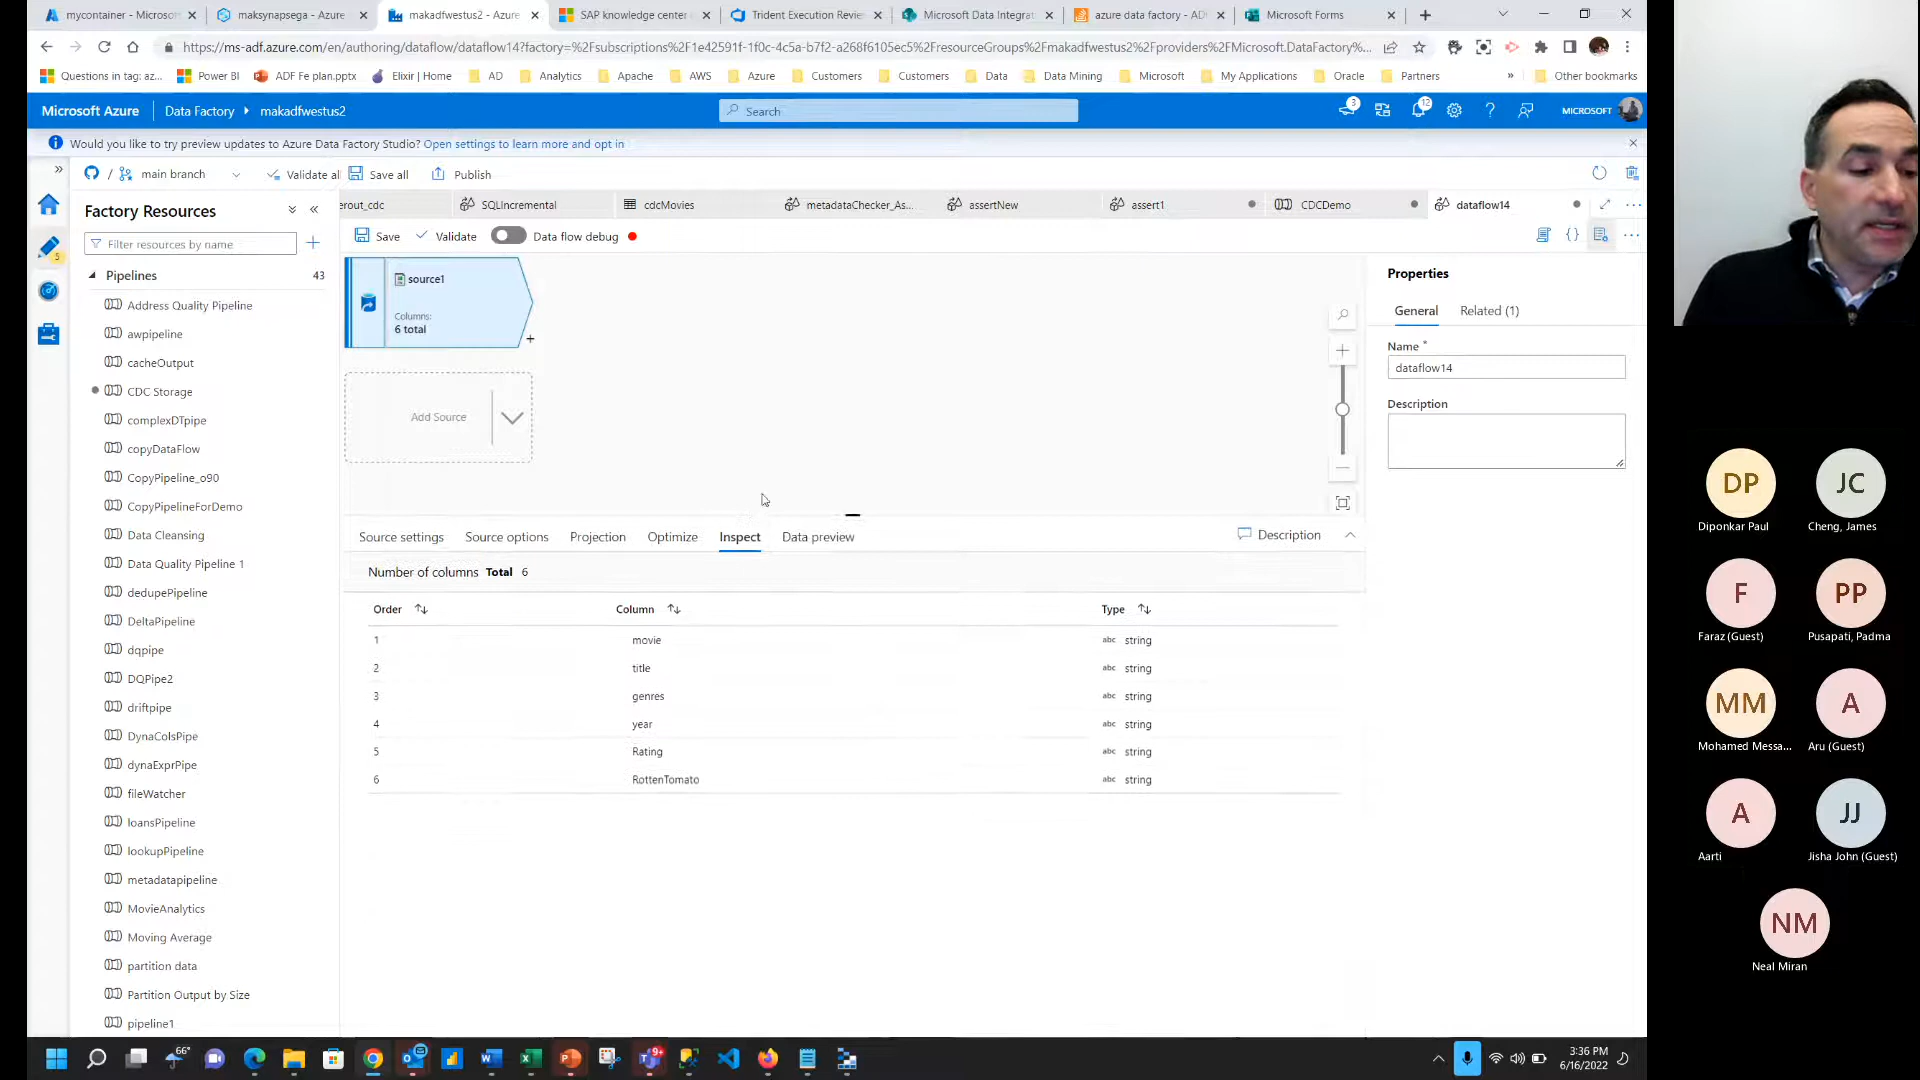 mycontainer - Microsoft
maksynapsega - Azure
makadfwestus2 - Azure
SAP knowledge center
Trident Execution Revie
Microsoft Data Integrat
azure data factory - AD
Microsoft Forms
https://ms-adf.azure.com/en/authoring/dataflow/dataflow14?factory=%2Fsubscriptions%2F1e42591f-1f0c-4c5a-b7f2-a268f6105ec5%2FresourceGroups%2Fmakadfwestus2%2Fproviders%2FMicrosoft.DataFactory%...
Questions in tag: az...
Power BI
ADF Fe plan.pptx
Elixir | Home
AD
Analytics
Apache
AWS
Azure
Customers
Customers
Data
Data Mining
Microsoft
My Applications
Oracle
Partners
»
Other bookmarks
Microsoft Azure
Data Factory
makadfwestus2
Search
3
12
MICROSOFT
Would you like to try preview updates to Azure Data Factory Studio? Open settings to learn more and opt in
/ main branch
Validate all
Save all
Publish
erout_cdc
SQLIncremental
cdcMovies
metadataChecker_As...
assertNew
assert1
CDCDemo
dataflow14
Save
Validate
Data flow debug
Factory Resources
Filter resources by name
5
Pipelines 43
Address Quality Pipeline
awpipeline
cacheOutput
CDC Storage
complexDTpipe
copyDataFlow
CopyPipeline_o90
CopyPipelineForDemo
Data Cleansing
Data Quality Pipeline 1
dedupePipeline
DeltaPipeline
dqpipe
DQPipe2
driftpipe
DynaColsPipe
dynaExprPipe
fileWatcher
loansPipeline
lookupPipeline
metadatapipeline
MovieAnalytics
Moving Average
partition data
Partition Output by Size
pipeline1
source1
Columns:
6 total
Add Source
Source settings
Source options
Projection
Optimize
Inspect
Data preview
Description
Number of columns Total 6
Order Column Type
1 movie abc string
2 title abc string
3 genres abc string
4 year abc string
5 Rating abc string
6 RottenTomato abc string
Properties
General
Related (1)
Name *
dataflow14
Description
DP
Diponkar Paul
JC
Cheng, James
F
Faraz (Guest)
PP
Pusapati, Padma
MM
Mohamed Messa...
A
Aru (Guest)
A
Aarti
JJ
Jisha John (Guest)
NM
Neal Miran
66°
9+
3:36 PM
6/16/2022